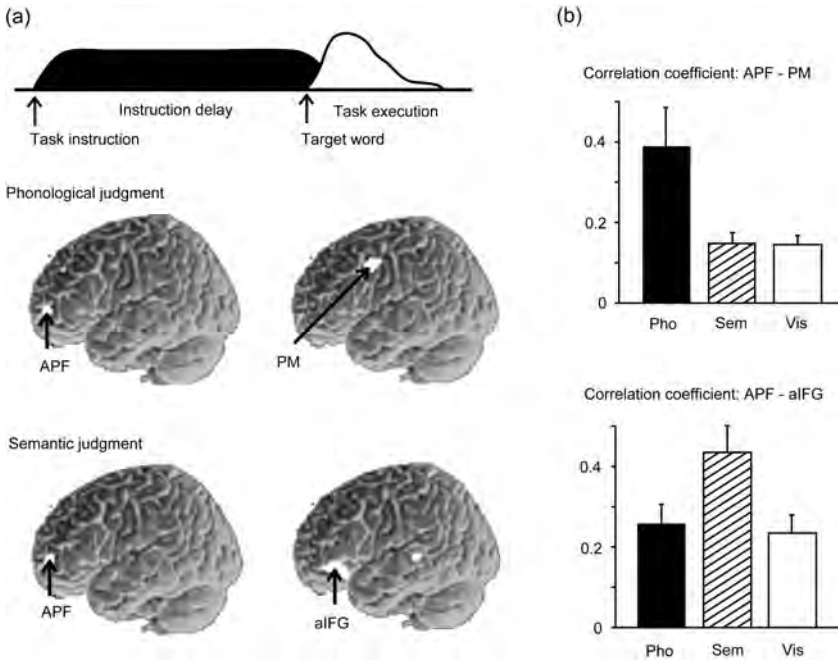 (a)
Instruction delay
Task execution
Task instruction
Target word
Phonological judgment
APF
PM
Semantic judgment
APF
aIFG
(b)
Correlation coefficient: APF - PM
0.4
0.2
0
Pho Sem Vis
Correlation coefficient: APF - aIFG
0.4
0.2
0
Pho Sem Vis